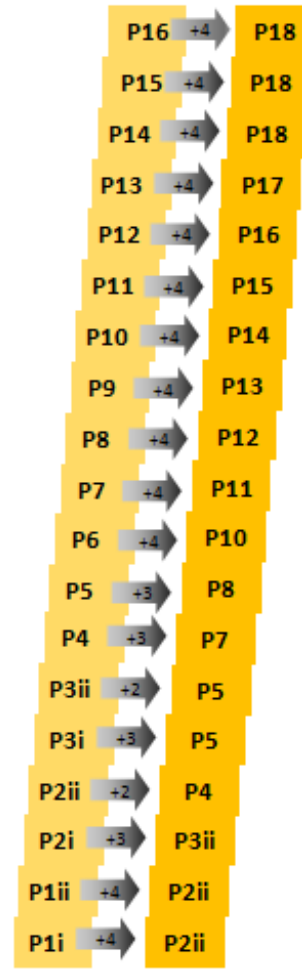 P16 +4 P18
P15 +4 P18
P14 +4 P18
P13 +4 P17
P12 +4 P16
P11 +4 P15
P10 +4 P14
P9 +4 P13
P8 +4 P12
P7 +4 P11
P6 +4 P10
P5 +3 P8
P4 +3 P7
P3ii +2 P5
P3i +3 P5
P2ii +2 P4
P2i +3 P3ii
P1ii +4 P2ii
P1i +4 P2ii